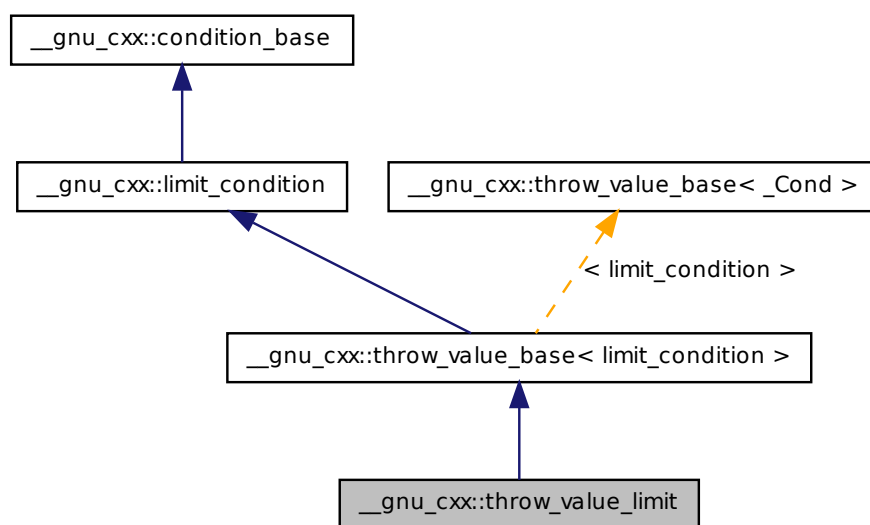 __gnu_cxx::condition_base
__gnu_cxx::limit_condition
__gnu_cxx::throw_value_base< _Cond >
< limit_condition >
__gnu_cxx::throw_value_base< limit_condition >
__gnu_cxx::throw_value_limit